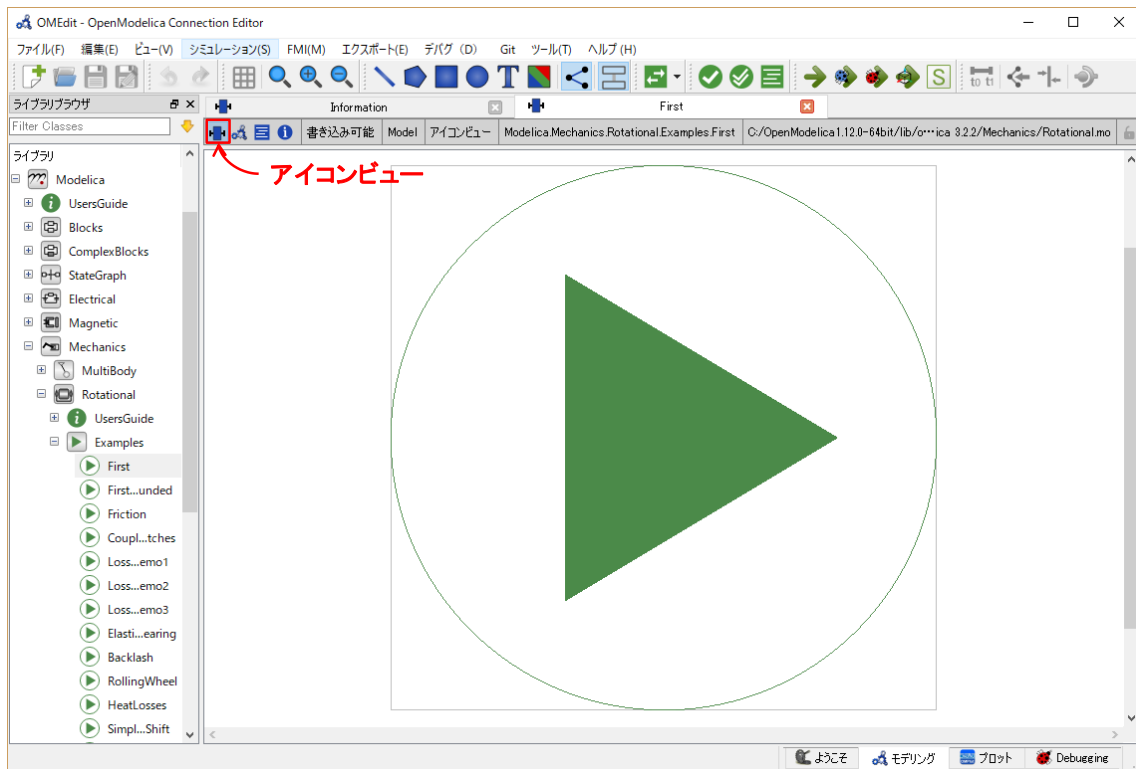 OMEdit - OpenModelica Connection Editor
ファイル(F) 編集(E) ビュー(V) シミュレーション(S) FMI(M) エクスポート(E) デバグ (D) Git ツール(T) ヘルプ (H)
T
S
to t1
ライブラリブラウザ
Information
First
Filter Classes
書き込み可能 Model アイコンビュー Modelica.Mechanics.Rotational.Examples.First C:/OpenModelica1.12.0-64bit/lib/o…ica 3.2.2/Mechanics/Rotational.mo
アイコンビュー
ライブラリ
Modelica
UsersGuide
Blocks
ComplexBlocks
StateGraph
Electrical
Magnetic
Mechanics
MultiBody
Rotational
UsersGuide
Examples
First
First...unded
Friction
Coupl...tches
Loss...emo1
Loss...emo2
Loss...emo3
Elasti...earing
Backlash
RollingWheel
HeatLosses
Simpl...Shift
ようこそ モデリング プロット Debugging